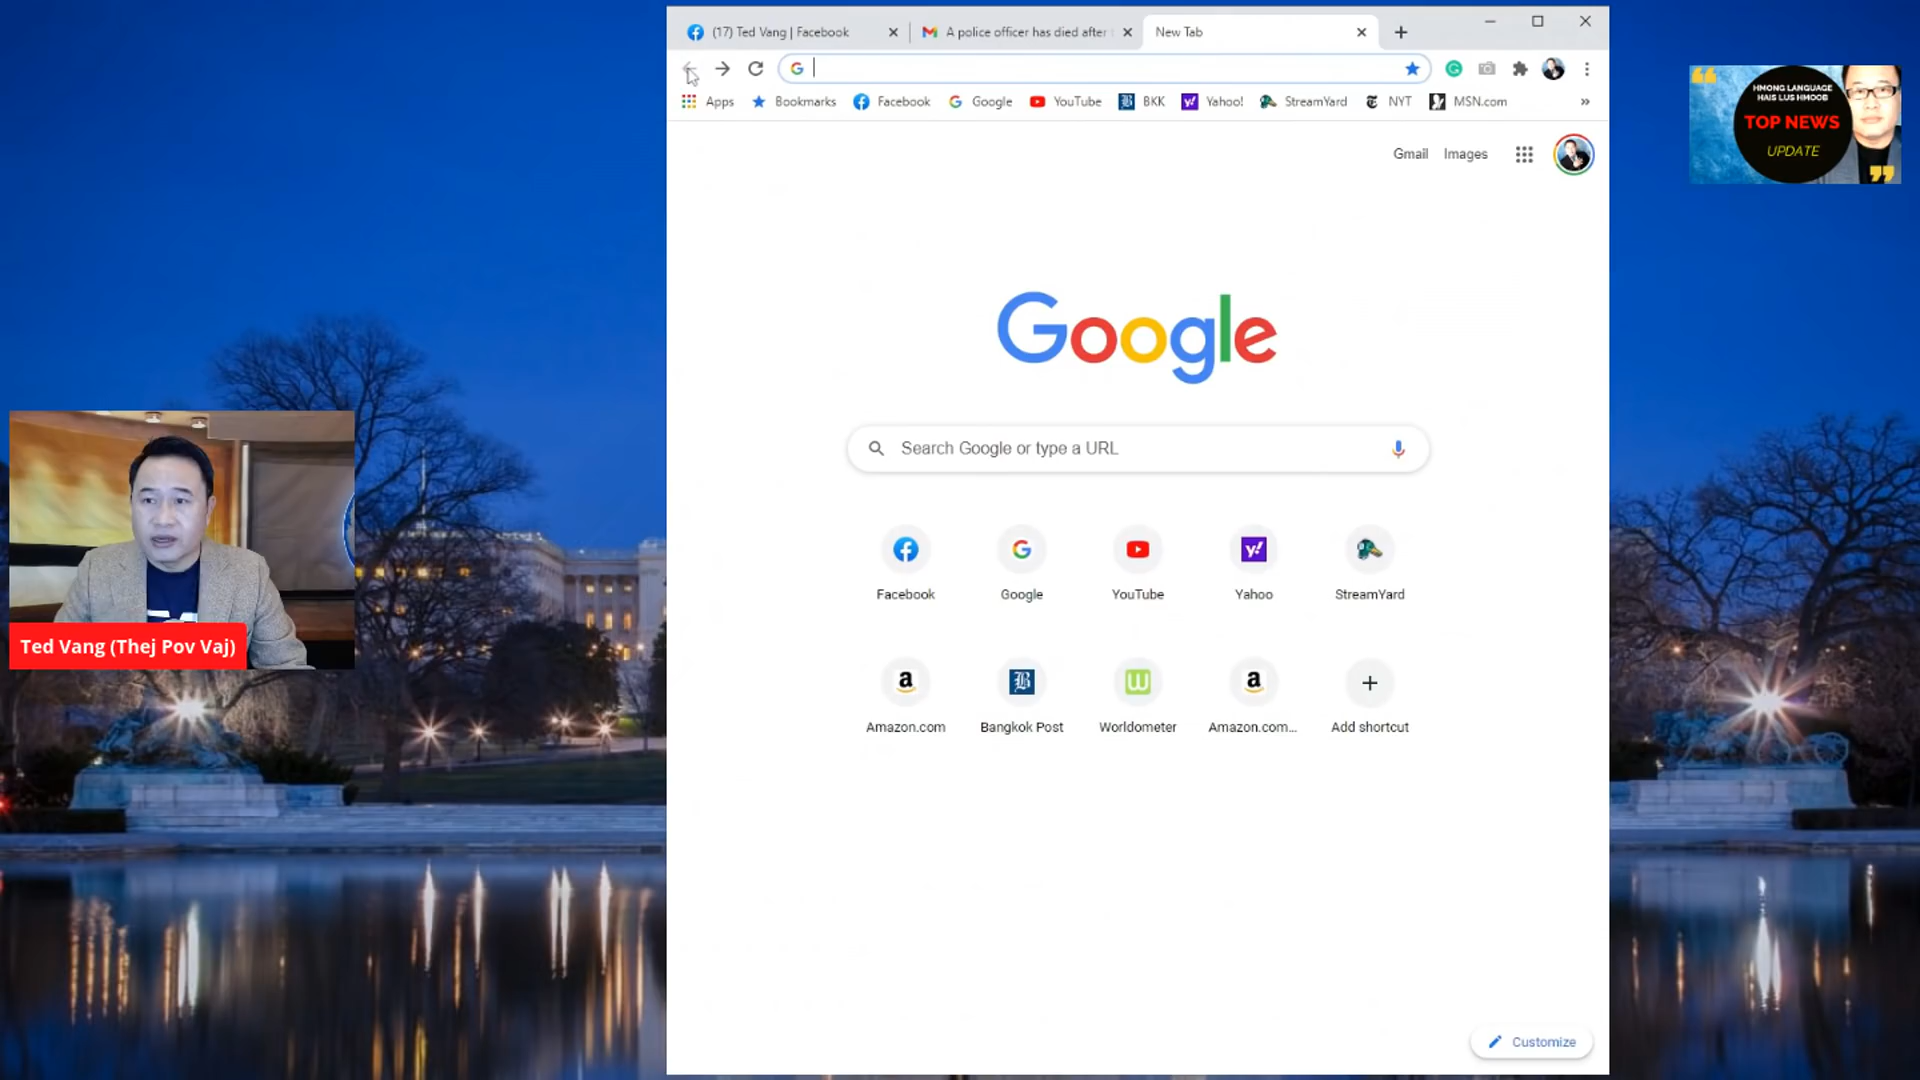 (17) Ted Vang | Facebook
A police officer has died after
New Tab
Apps
Bookmarks
Facebook
Google
YouTube
BKK
Yahoo!
StreamYard
NYT
MSN.com
»
Gmail
Images
HMONG LANGUAGE
HAIS LUS HMOOB
TOP NEWS
UPDATE
Google
Search Google or type a URL
Facebook
Google
YouTube
Yahoo
StreamYard
Amazon.com
Bangkok Post
Worldometer
Amazon.com...
Add shortcut
Ted Vang (Thej Pov Vaj)
Customize